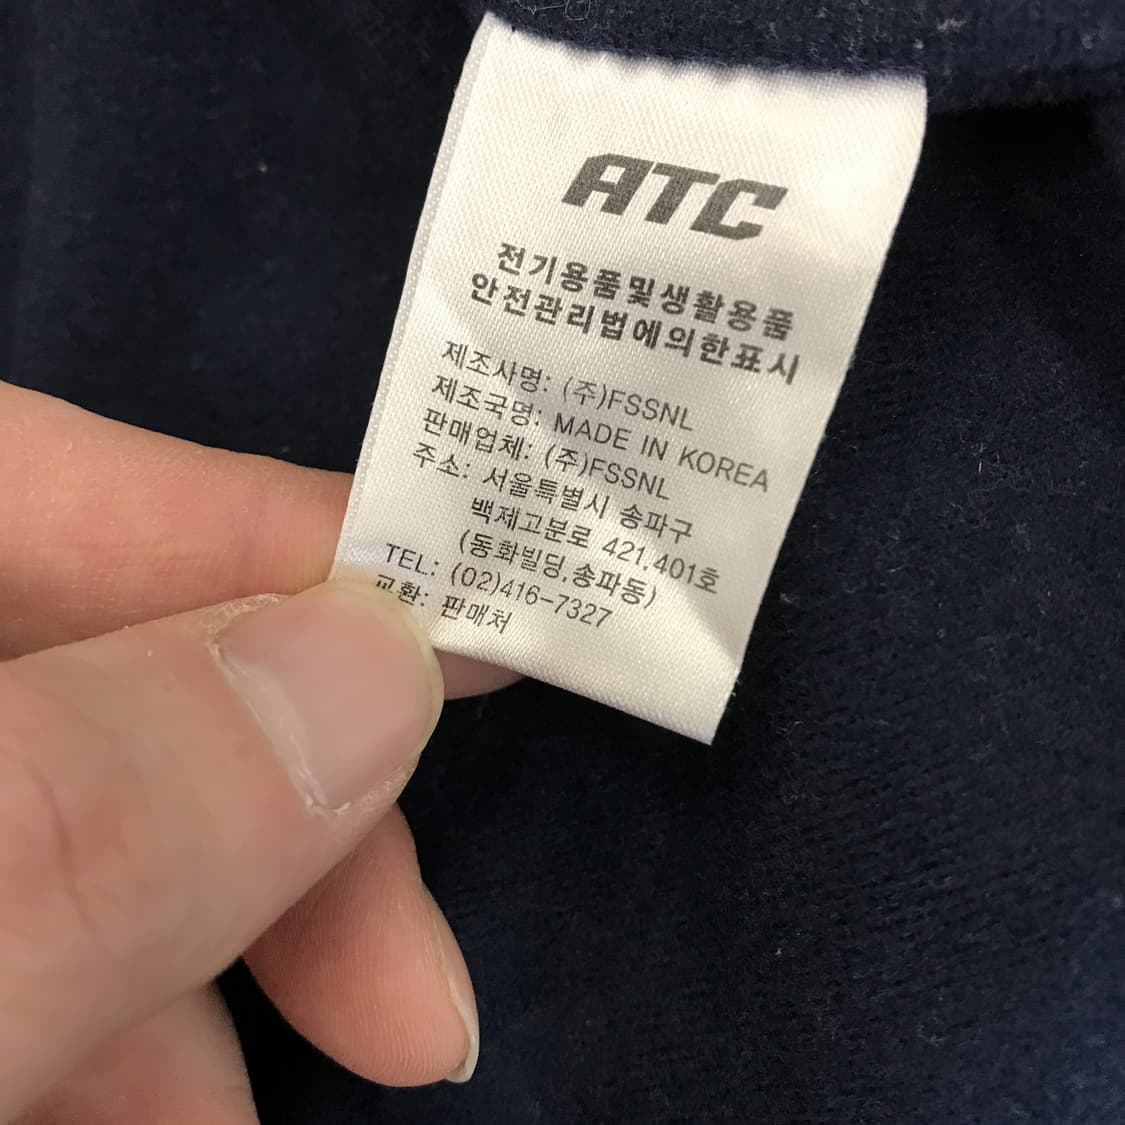 ATC
전기용품및생활용품
안전관리법에의한표시
제조사명: (주)FSSNL
제조국명: MADE IN KOREA
판매업체: (주)FSSNL
주소: 서울특별시 송파구
백제고분로 421,401호
(동화빌딩,송파동)
TEL: (02)416-7327
교환: 판매처